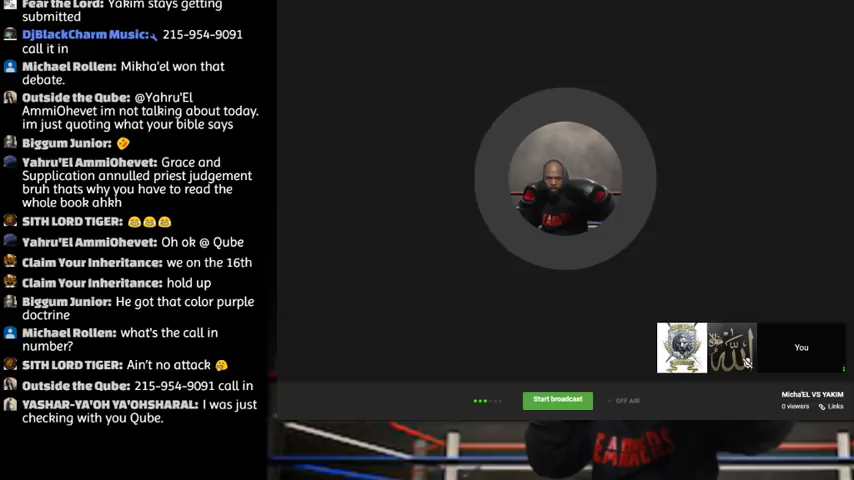 Fear the Lord: Yakim stays getting
submitted
DjBlackCharm Music: 215-954-9091
call it in
Michael Rollen: Mikha'el won that
debate.
Outside the Qube: @Yahru'El
AmmiOhevet im not talking about today.
im just quoting what your bible says
Biggum Junior: 🤣
Yahru'El AmmiOhevet: Grace and
Supplication annulled priest judgement
bruh thats why you have to read the
whole book ahkh
SITH LORD TIGER: 😂😂😂
Yahru'El AmmiOhevet: Oh ok @ Qube
Claim Your Inheritance: we on the 16th
Claim Your Inheritance: hold up
Biggum Junior: He got that color purple
doctrine
Michael Rollen: what's the call in
number?
SITH LORD TIGER: Ain't no attack
Outside the Qube: 215-954-9091 call in
YASHAR-YA'OH YA'OHSHARAL: I was just
checking with you Qube.
You
Start broadcast
OFF AIR
Micha'EL VS YAKIM
0 viewers
Links